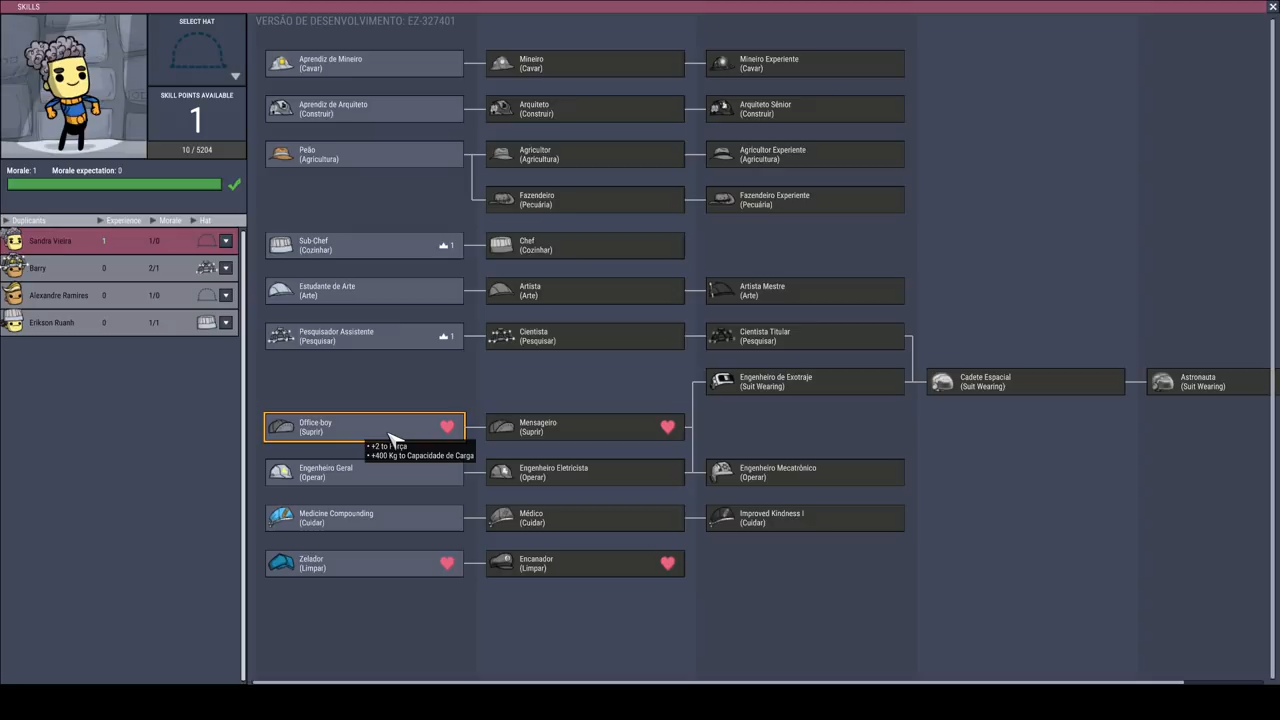 SKILLS
VERSÃO DE DESENVOLVIMENTO: EZ-327401
SELECT HAT
SKILL POINTS AVAILABLE
1
10 / 5204
Morale: 1 Morale expectation: 0
Duplicants Experience Morale Hat
Sandra Vieira 1 1/0
Barry 0 2/1
Alexandre Ramires 0 1/0
Erikson Ruanh 0 1/1
Aprendiz de Mineiro
(Cavar)
Mineiro
(Cavar)
Mineiro Experiente
(Cavar)
Aprendiz de Arquiteto
(Construir)
Arquiteto
(Construir)
Arquiteto Sênior
(Construir)
Peão
(Agricultura)
Agricultor
(Agricultura)
Agricultor Experiente
(Agricultura)
Fazendeiro
(Pecuária)
Fazendeiro Experiente
(Pecuária)
Sub-Chef
(Cozinhar)
1
Chef
(Cozinhar)
Estudante de Arte
(Arte)
Artista
(Arte)
Artista Mestre
(Arte)
Pesquisador Assistente
(Pesquisar)
1
Cientista
(Pesquisar)
Cientista Titular
(Pesquisar)
Engenheiro de Exotraje
(Suit Wearing)
Cadete Espacial
(Suit Wearing)
Astronauta
(Suit Wearing)
Office-boy
(Suprir)
Mensageiro
(Suprir)
• +2 to
• +400 Kg to Capacidade de Carga
Engenheiro Geral
(Operar)
Engenheiro Eletricista
(Operar)
Engenheiro Mecatrônico
(Operar)
Medicine Compounding
(Cuidar)
Médico
(Cuidar)
Improved Kindness I
(Cuidar)
Zelador
(Limpar)
Encanador
(Limpar)